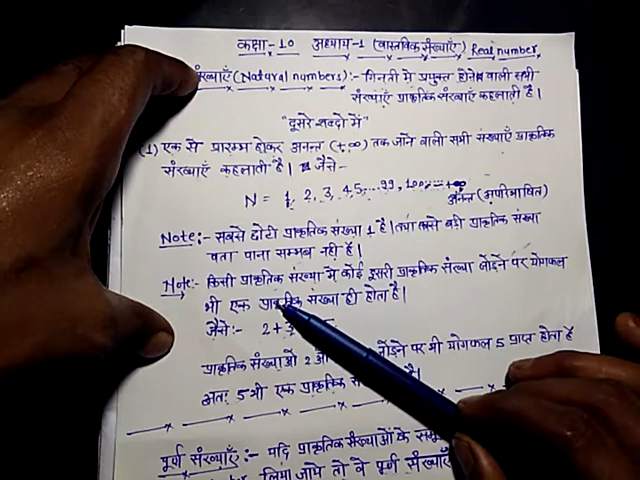 कक्षा-10 अध्याय-1 (वास्तविक संख्याएँ) Real number
संख्याएँ (Natural numbers):- गिनती में प्रयुक्त होने वाली सभी
संख्याएँ प्राकृतिक संख्याएँ कहलाती है।
"दूसरे शब्दो में"
(1) एक से प्रारम्भ होकर अनन्त (+∞) तक जाने वाली सभी संख्याएँ प्राकृतिक
संख्याएँ कहलाती है। जैसे-
N = 1, 2, 3, 4, 5, ... 99, 100, ... +∞
अनंत (अपरिभाषित)
Note:- सबसे छोटी प्राकृतिक संख्या 1 है। तथा सबसे बड़ी प्राकृतिक संख्या
पता पाना सम्भव नही है।
Note:- किसी प्राकृतिक संख्या में कोई दूसरी प्राकृतिक संख्या जोड़ने पर योगफल
भी एक प्राकृतिक संख्या ही होता है।
जैसे:- 2+3
प्राकृतिक संख्याओं 2 जोड़ने पर भी योगफल 5 प्राप्त होता है
अतः 5 भी एक प्राकृतिक है।
पूर्ण संख्याएँ:- यदि प्राकृतिक संख्याओं के
लिया जाये तो वे पूर्ण संख्याएँ